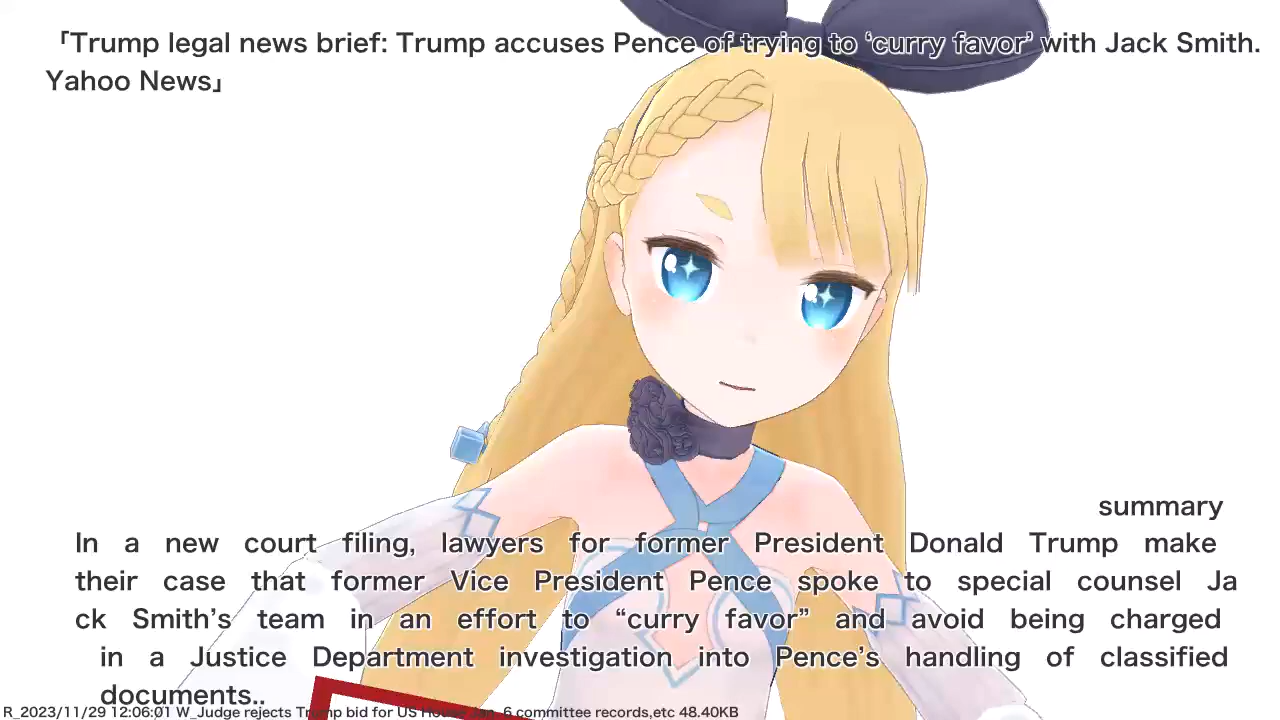 「Trump legal news brief: Trump accuses Pence of trying to ‘curry favor’ with Jack Smith.
Yahoo News」
summary
In a new court filing, lawyers for former President Donald Trump make
their case that former Vice President Pence spoke to special counsel Ja
ck Smith’s team in an effort to “curry favor” and avoid being charged
in a Justice Department investigation into Pence’s handling of classified
documents..
R_2023/11/29 12:06:01 W_Judge rejects Trump bid for US House Jan. 6 committee records,etc 48.40KB